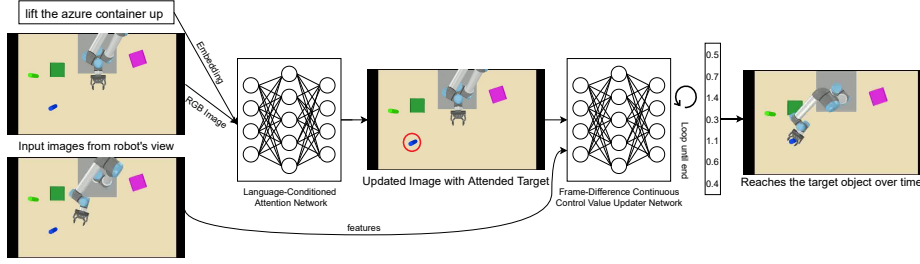 lift the azure container up
Embedding
RGB Image
Input images from robot's view
Language-Conditioned
Attention Network
Updated Image with Attended Target
features
Frame-Difference Continuous
Control Value Updater Network
Loop until end
0.5
0.5
0.7
1.4
0.3
1.1
0.6
0.4
Reaches the target object over time